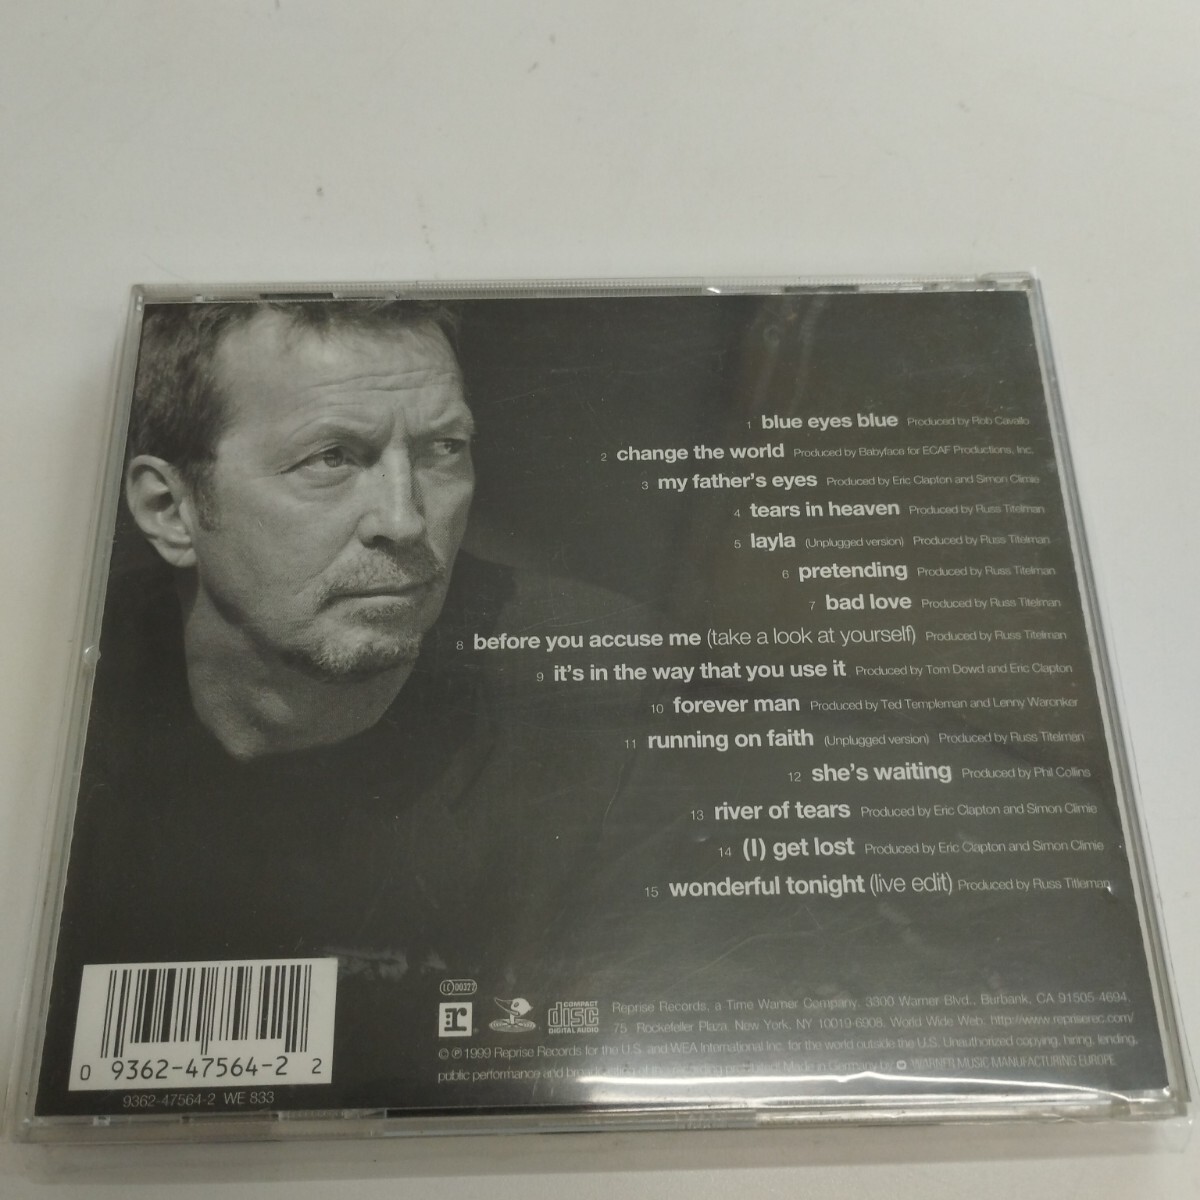 1 blue eyes blue Produced by Rob Cavallo
2 change the world Produced by Babyface for ECAF Productions, Inc.
3 my father's eyes Produced by Eric Clapton and Simon Climie
4 tears in heaven Produced by Russ Titelman
5 layla (Unplugged version) Produced by Russ Titelman
6 pretending Produced by Russ Titelman
7 bad love Produced by Russ Titelman
8 before you accuse me (take a look at yourself) Produced by Russ Titelman
9 it's in the way that you use it Produced by Tom Dowd and Eric Clapton
10 forever man Produced by Ted Templeman and Lenny Waronker
11 running on faith (Unplugged version) Produced by Russ Titelman
12 she's waiting Produced by Phil Collins
13 river of tears Produced by Eric Clapton and Simon Climie
14 (I) get lost Produced by Eric Clapton and Simon Climie
15 wonderful tonight (live edit) Produced by Russ Titleman
0 9362-47564-2 2
9362-47564-2 WE 833
LC 00322
r
COMPACT disc DIGITAL AUDIO
Reprise Records, a Time Warner Company. 3300 Warner Blvd., Burbank, CA 91505-4694.
75 Rockefeller Plaza, New York, NY 10019-6908. World Wide Web: http://www.repriserec.com/
© ℗ 1999 Reprise Records for the U.S. and WEA International Inc. for the world outside the U.S. Unauthorized copying, hiring, lending,
public performance and Made in Germany by WARNER MUSIC MANUFACTURING EUROPE